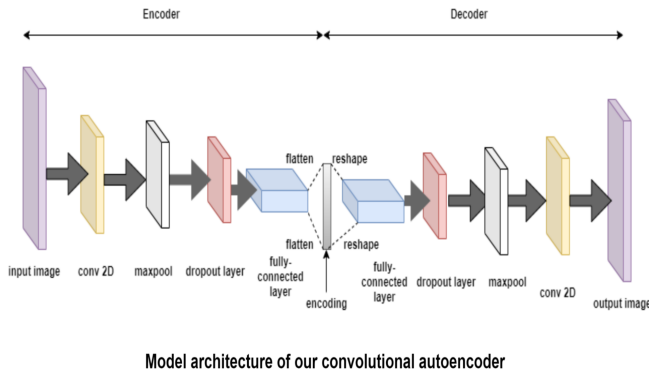 Encoder
Decoder
flatten
reshape
flatten
reshape
input image
conv 2D
maxpool
dropout layer
fully-
connected
layer
encoding
fully-
connected
layer
dropout layer
maxpool
conv 2D
output image
Model architecture of our convolutional autoencoder